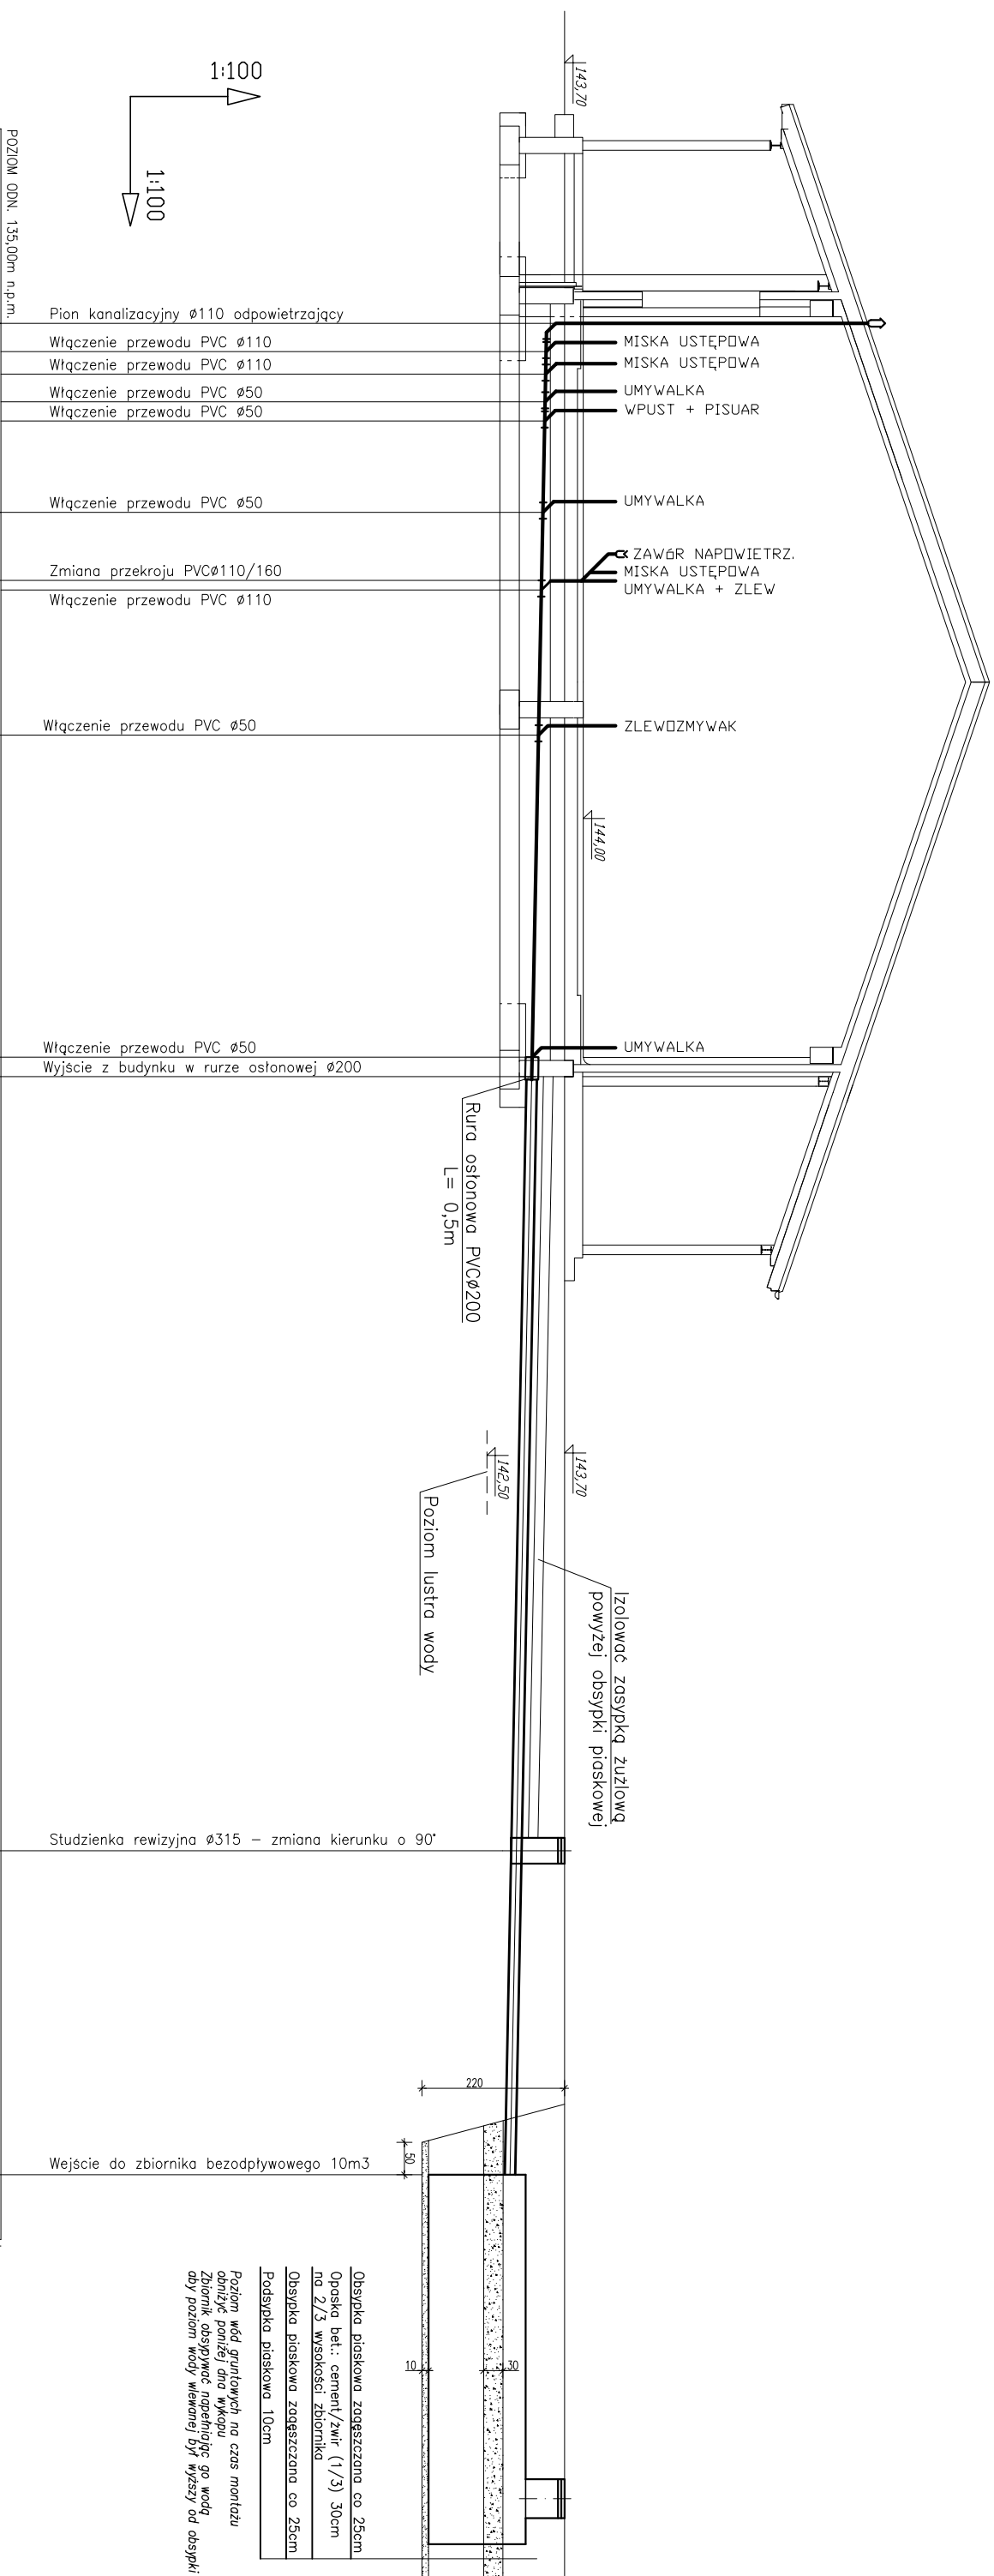 143,70
1:100
1:100
POZIOM ODN. 135,00m n.p.m.
Pion kanalizacyjny ø110 odpowietrzający
Włączenie przewodu PVC ø110
Włączenie przewodu PVC ø110
Włączenie przewodu PVC ø50
Włączenie przewodu PVC ø50
Włączenie przewodu PVC ø50
Zmiana przekroju PVCø110/160
Włączenie przewodu PVC ø110
Włączenie przewodu PVC ø50
Włączenie przewodu PVC ø50
Wyjście z budynku w rurze osłonowej ø200
MISKA USTĘPOWA
MISKA USTĘPOWA
UMYWALKA
WPUST + PISUAR
UMYWALKA
ZAWóR NAPOWIETRZ.
MISKA USTĘPOWA
UMYWALKA + ZLEW
ZLEWOZMYWAK
144,00
UMYWALKA
Rura osłonowa PVCø200
L= 0,5m
143,70
142,50
Poziom lustra wody
Izolować zasypką żużlową
powyżej obsypki piaskowej
Studzienka rewizyjna ø315 – zmiana kierunku o 90°
220
50
Wejście do zbiornika bezodpływowego 10m3
10
30
Obsypka piaskowa zagęszczana co 25cm
Opaska bet.: cement/żwir (1/3) 30cm
na 2/3 wysokości zbiornika
Obsypka piaskowa zagęszczana co 25cm
Podsypka piaskowa 10cm
Poziom wód gruntowych na czas montażu
obniżyć poniżej dna wykopu
Zbiornik obsypywać napełniając go wodą
aby poziom wody wlewanej był wyższy od obsypki